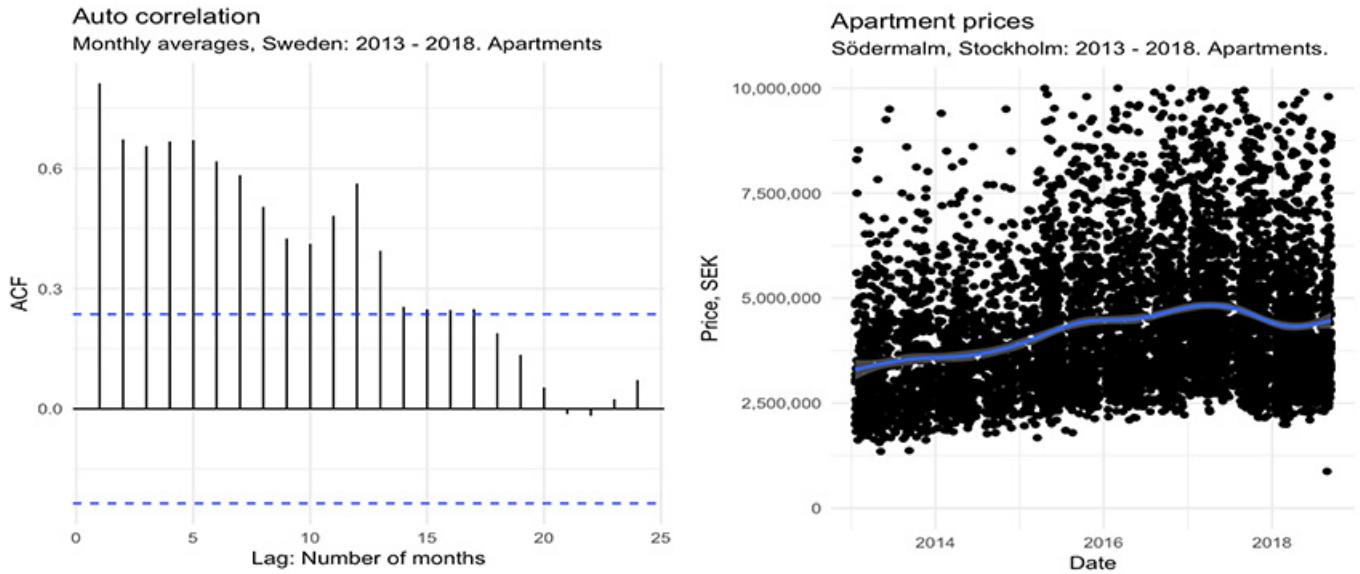 Auto correlation
Monthly averages, Sweden: 2013 - 2018. Apartments
ACF
0.6
0.3
0.0
0 5 10 15 20 25
Lag: Number of months
Apartment prices
Södermalm, Stockholm: 2013 - 2018. Apartments.
Price, SEK
10,000,000
7,500,000
5,000,000
2,500,000
0
2014 2016 2018
Date